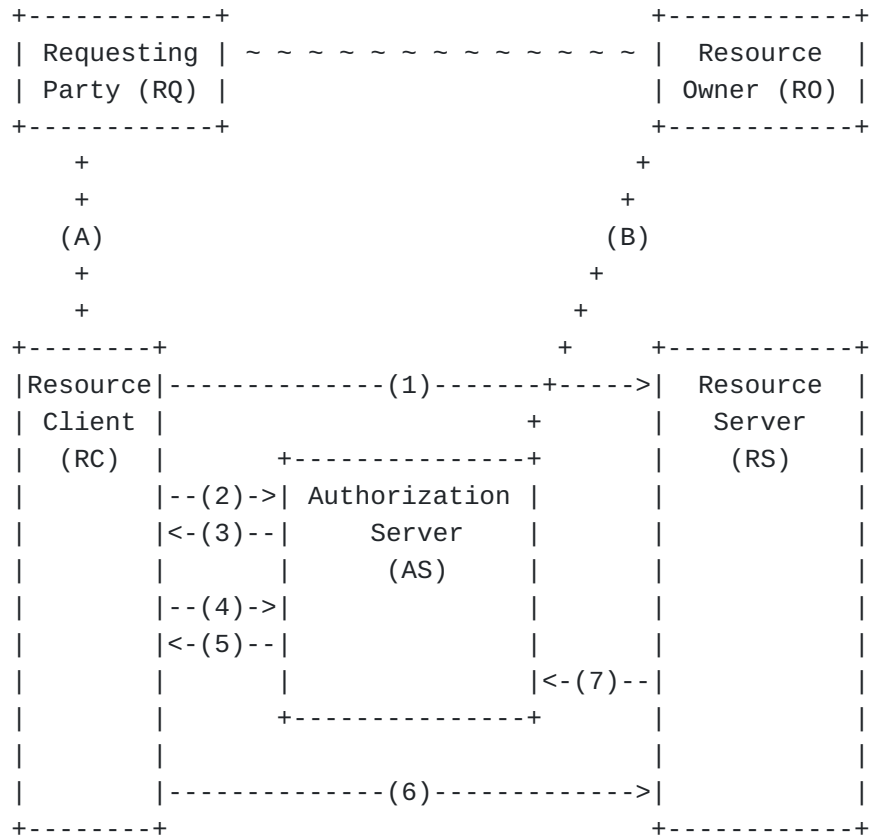 +------------+                           +------------+
| Requesting | ~ ~ ~ ~ ~ ~ ~ ~ ~ ~ ~ ~ ~ |  Resource  |
| Party (RQ) |                           | Owner (RO) |
+------------+                           +------------+
    +                                   +
    +                                  +
   (A)                                (B)
    +                                +
    +                               +
+--------+                         +     +------------+
|Resource|--------------(1)-------+----->|  Resource  |
| Client |                       +       |   Server   |
|  (RC)  |       +---------------+       |    (RS)    |
|        |--(2)->| Authorization |       |            |
|        |<-(3)--|     Server    |       |            |
|        |       |      (AS)     |       |            |
|        |--(4)->|               |       |            |
|        |<-(5)--|               |       |            |
|        |       |               |<-(7)--|            |
|        |       +---------------+       |            |
|        |                               |            |
|        |--------------(6)------------->|            |
+--------+                               +------------+